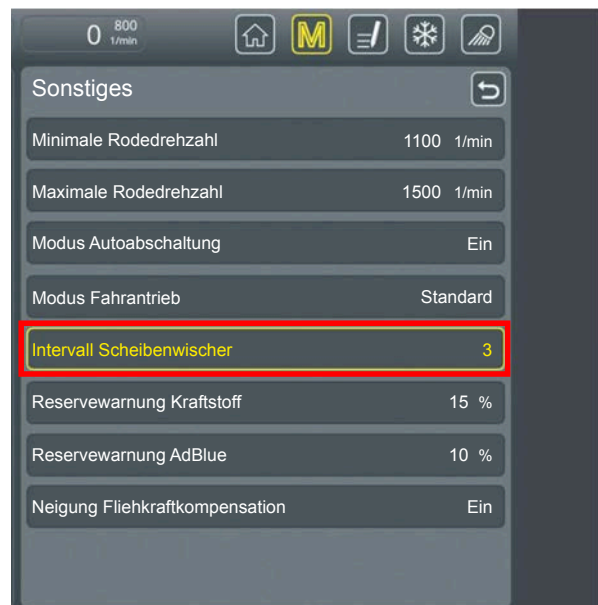 0 800 1/min M
Sonstiges
Minimale Rodedrehzahl 1100 1/min
Maximale Rodedrehzahl 1500 1/min
Modus Autoabschaltung Ein
Modus Fahrantrieb Standard
Intervall Scheibenwischer 3
Reservewarnung Kraftstoff 15 %
Reservewarnung AdBlue 10 %
Neigung Fliehkraftkompensation Ein